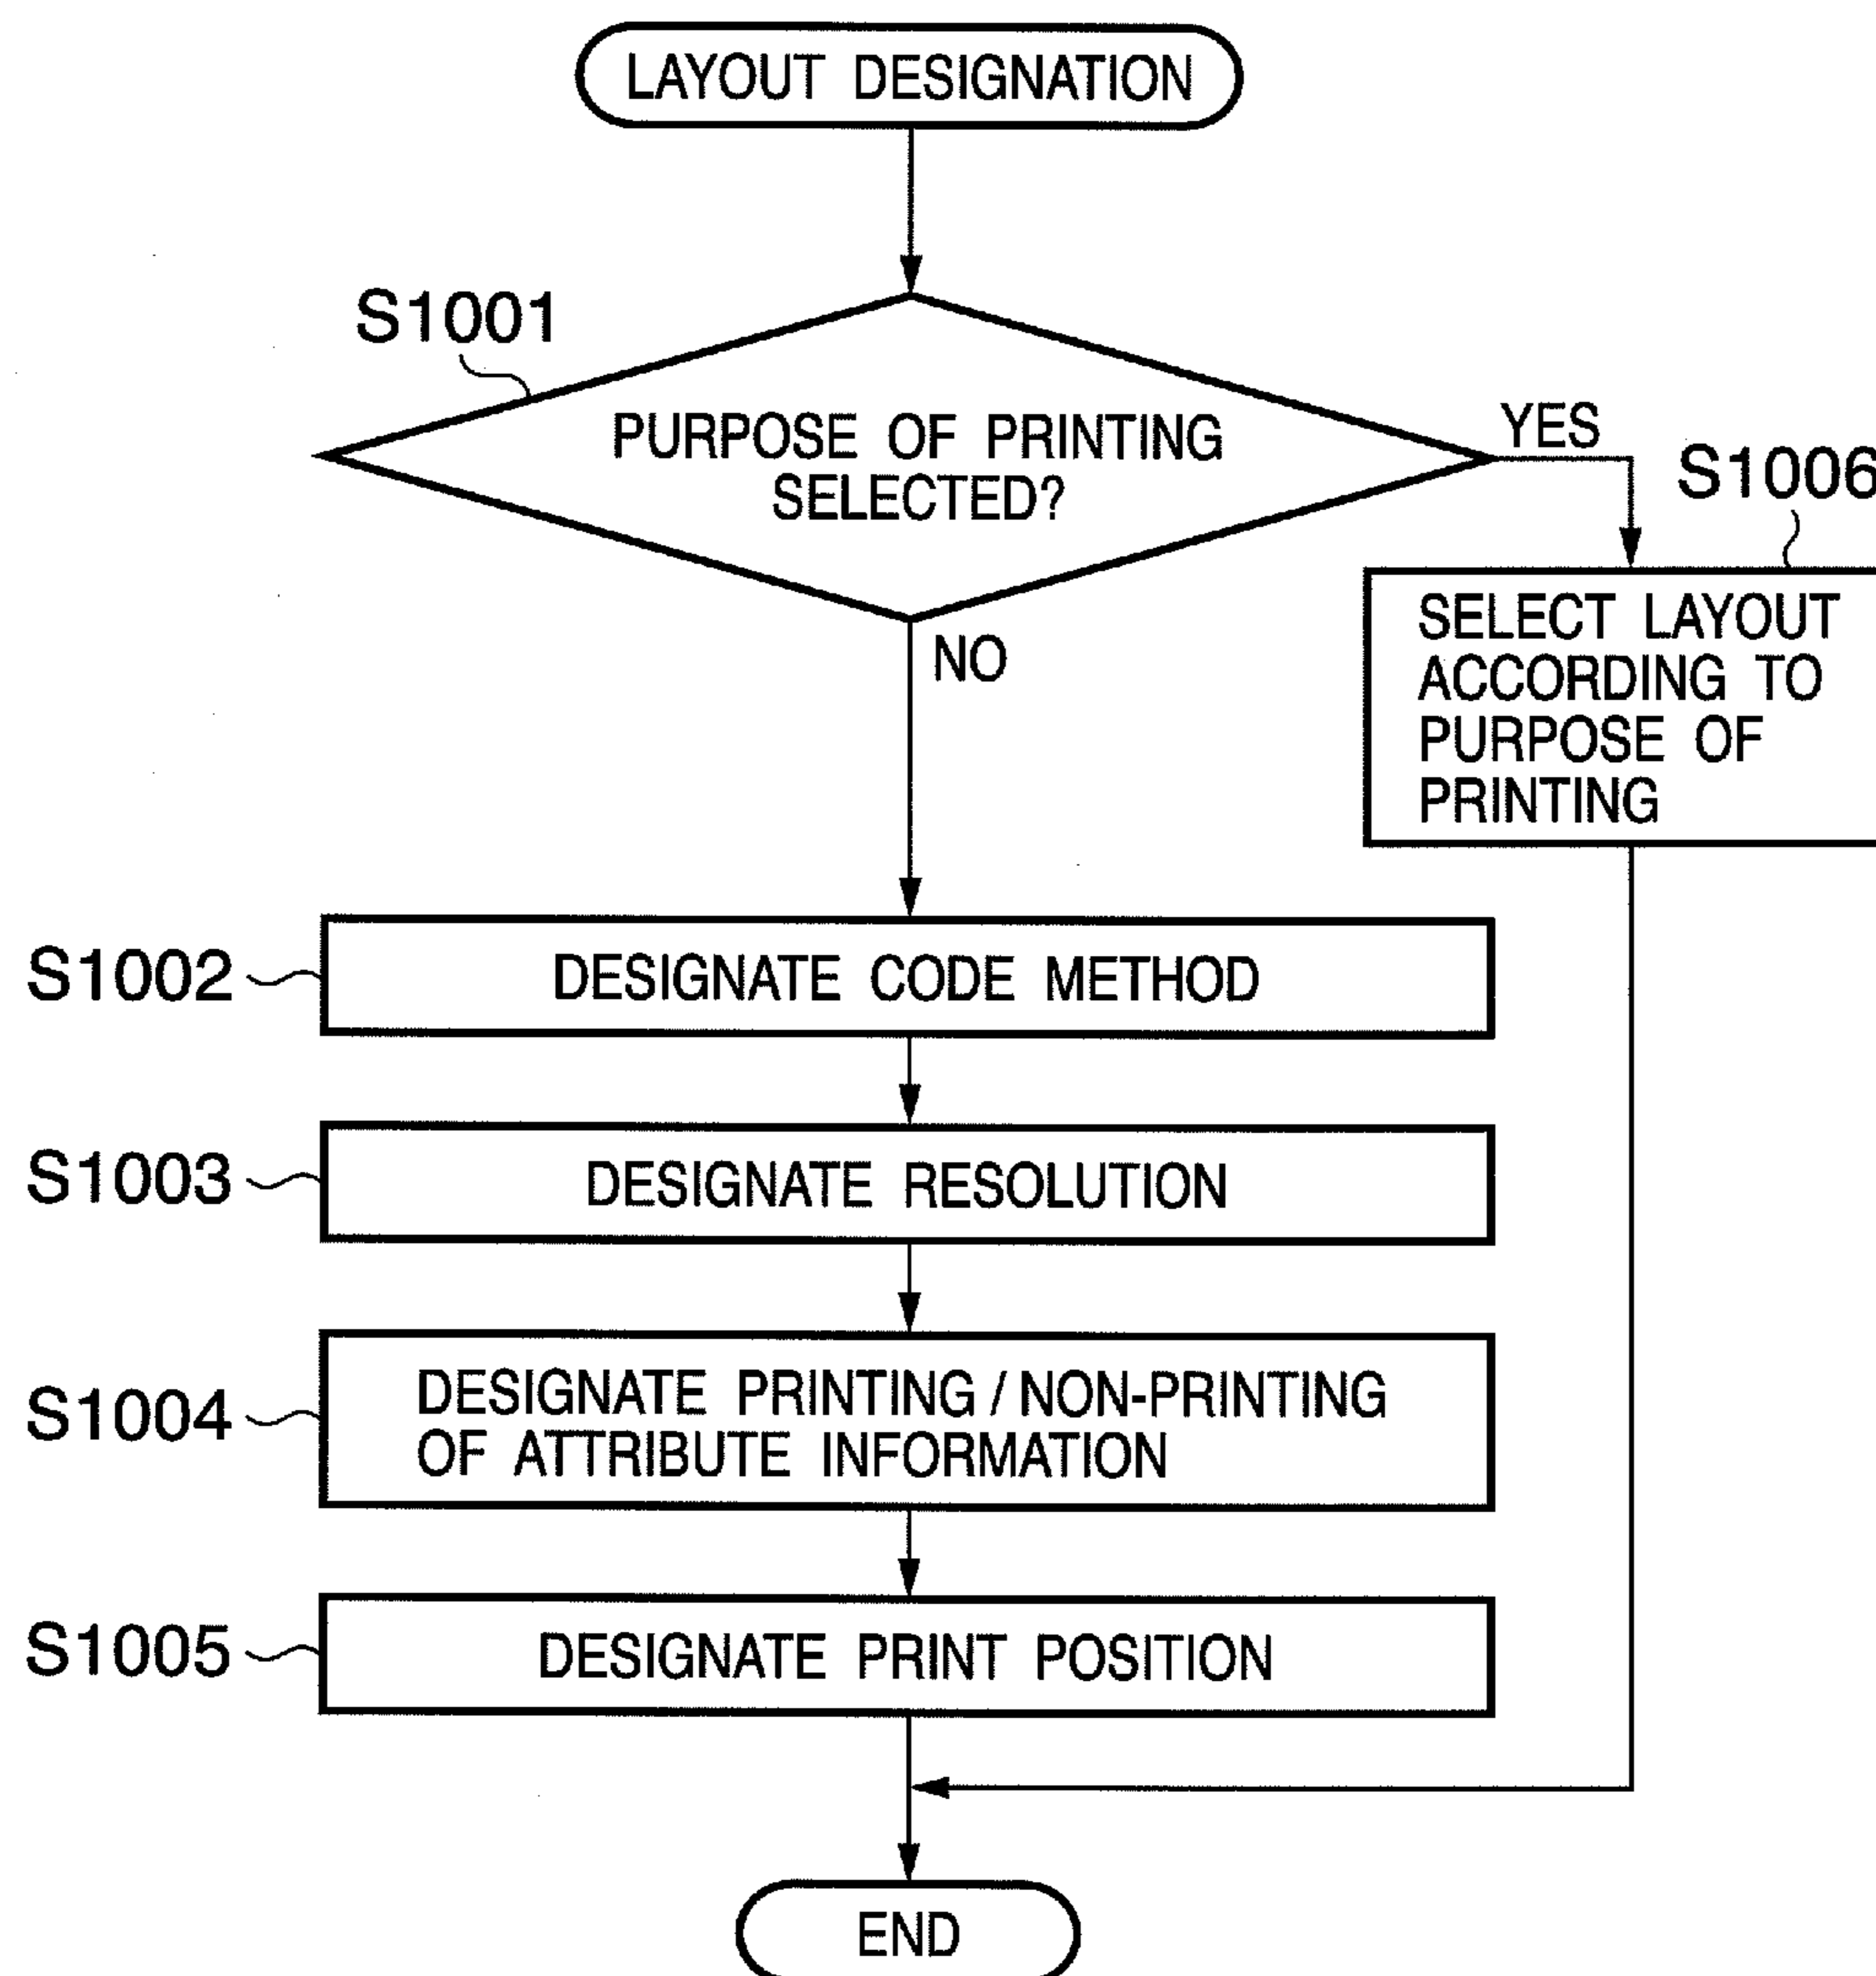 LAYOUT DESIGNATION
S1001
PURPOSE OF PRINTING
SELECTED?
YES
S1006
NO
SELECT LAYOUT
ACCORDING TO
PURPOSE OF
PRINTING
S1002
DESIGNATE CODE METHOD
S1003
DESIGNATE RESOLUTION
S1004
DESIGNATE PRINTING / NON-PRINTING
OF ATTRIBUTE INFORMATION
S1005
DESIGNATE PRINT POSITION
END